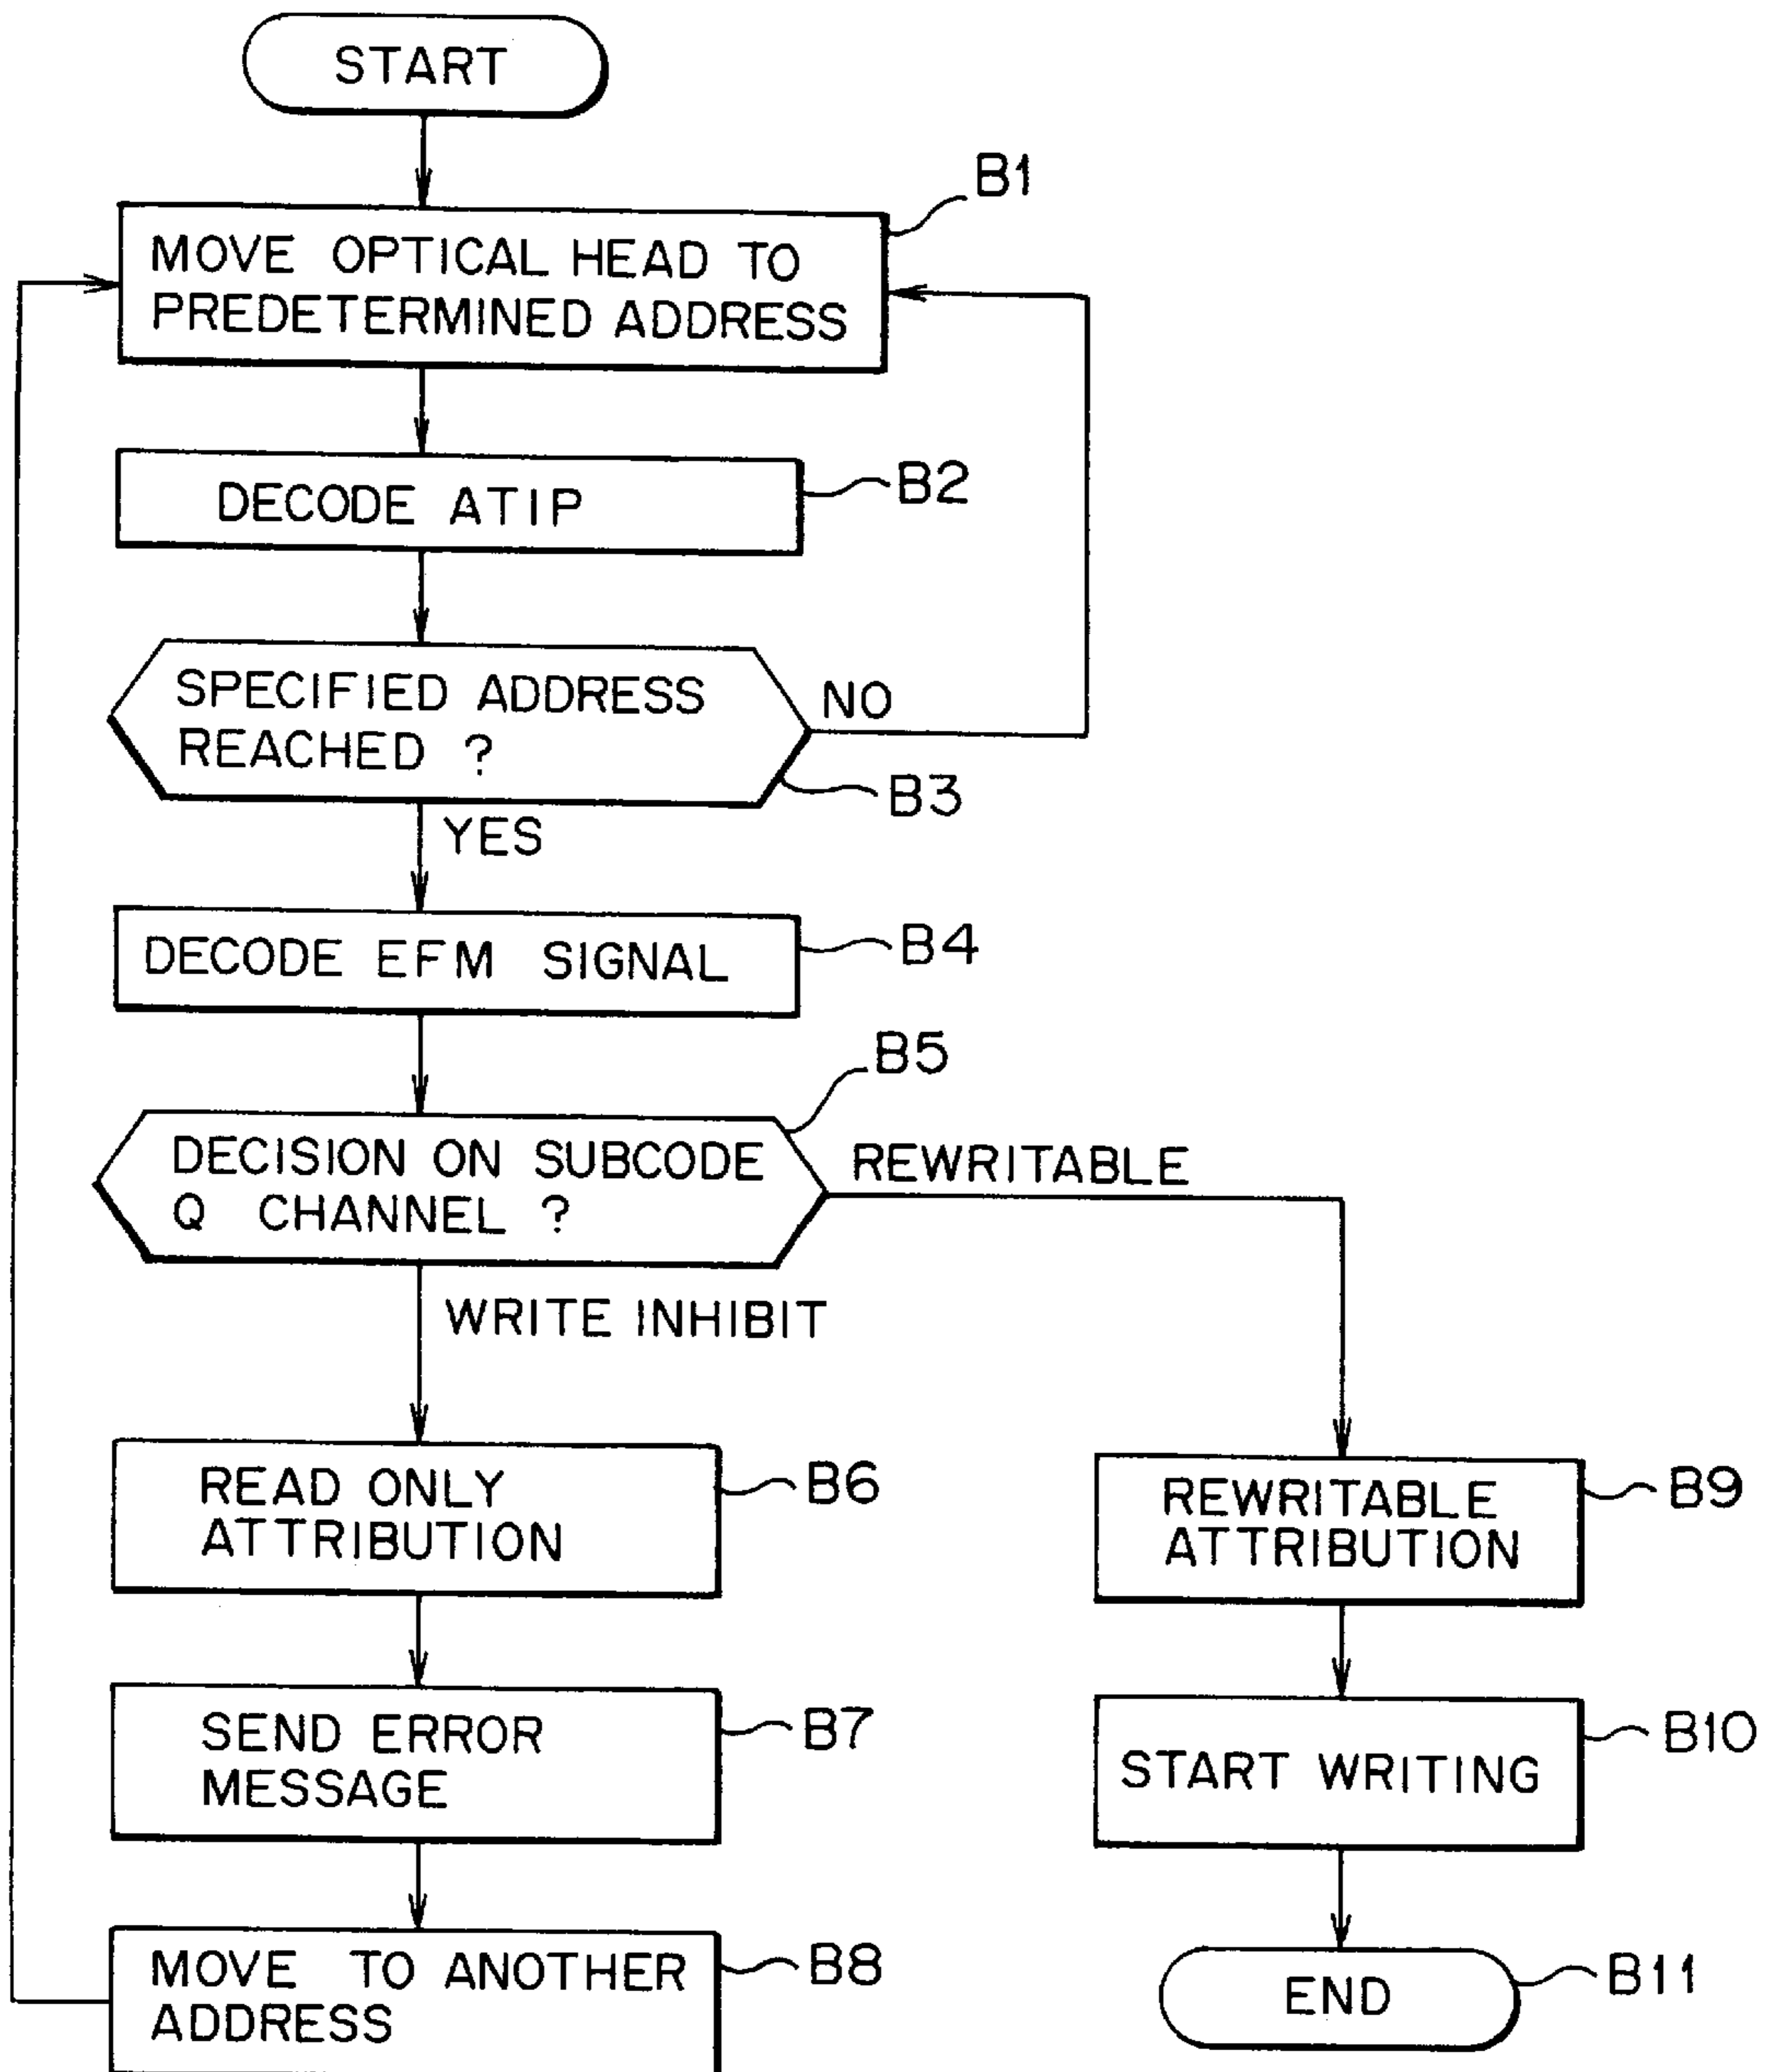 START
B1
MOVE OPTICAL HEAD TO
PREDETERMINED ADDRESS
DECODE ATIP
B2
SPECIFIED ADDRESS
REACHED ?
NO
B3
YES
DECODE EFM SIGNAL
B4
B5
DECISION ON SUBCODE
Q CHANNEL ?
REWRITABLE
WRITE INHIBIT
READ ONLY
ATTRIBUTION
B6
REWRITABLE
ATTRIBUTION
B9
SEND ERROR
MESSAGE
B7
START WRITING
B10
MOVE TO ANOTHER
ADDRESS
B8
END
B11